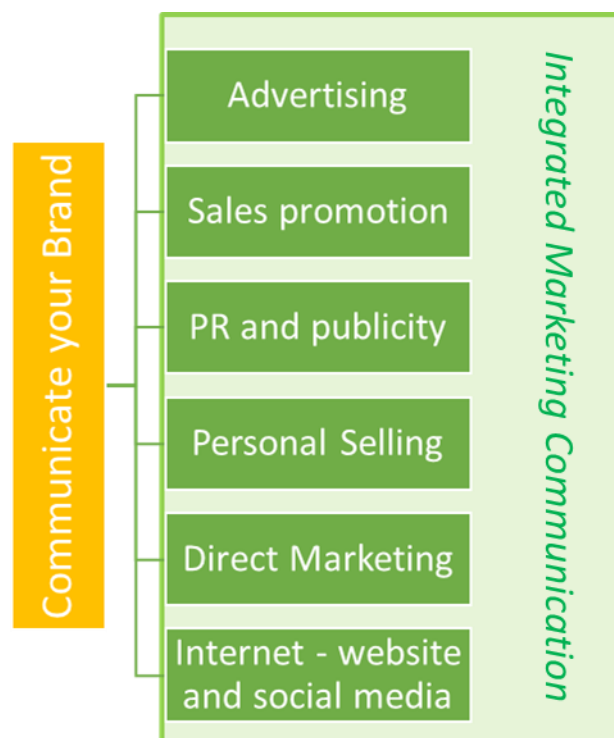 Communicate your Brand
Advertising
Sales promotion
PR and publicity
Personal Selling
Direct Marketing
Internet - website
and social media
Integrated Marketing Communication